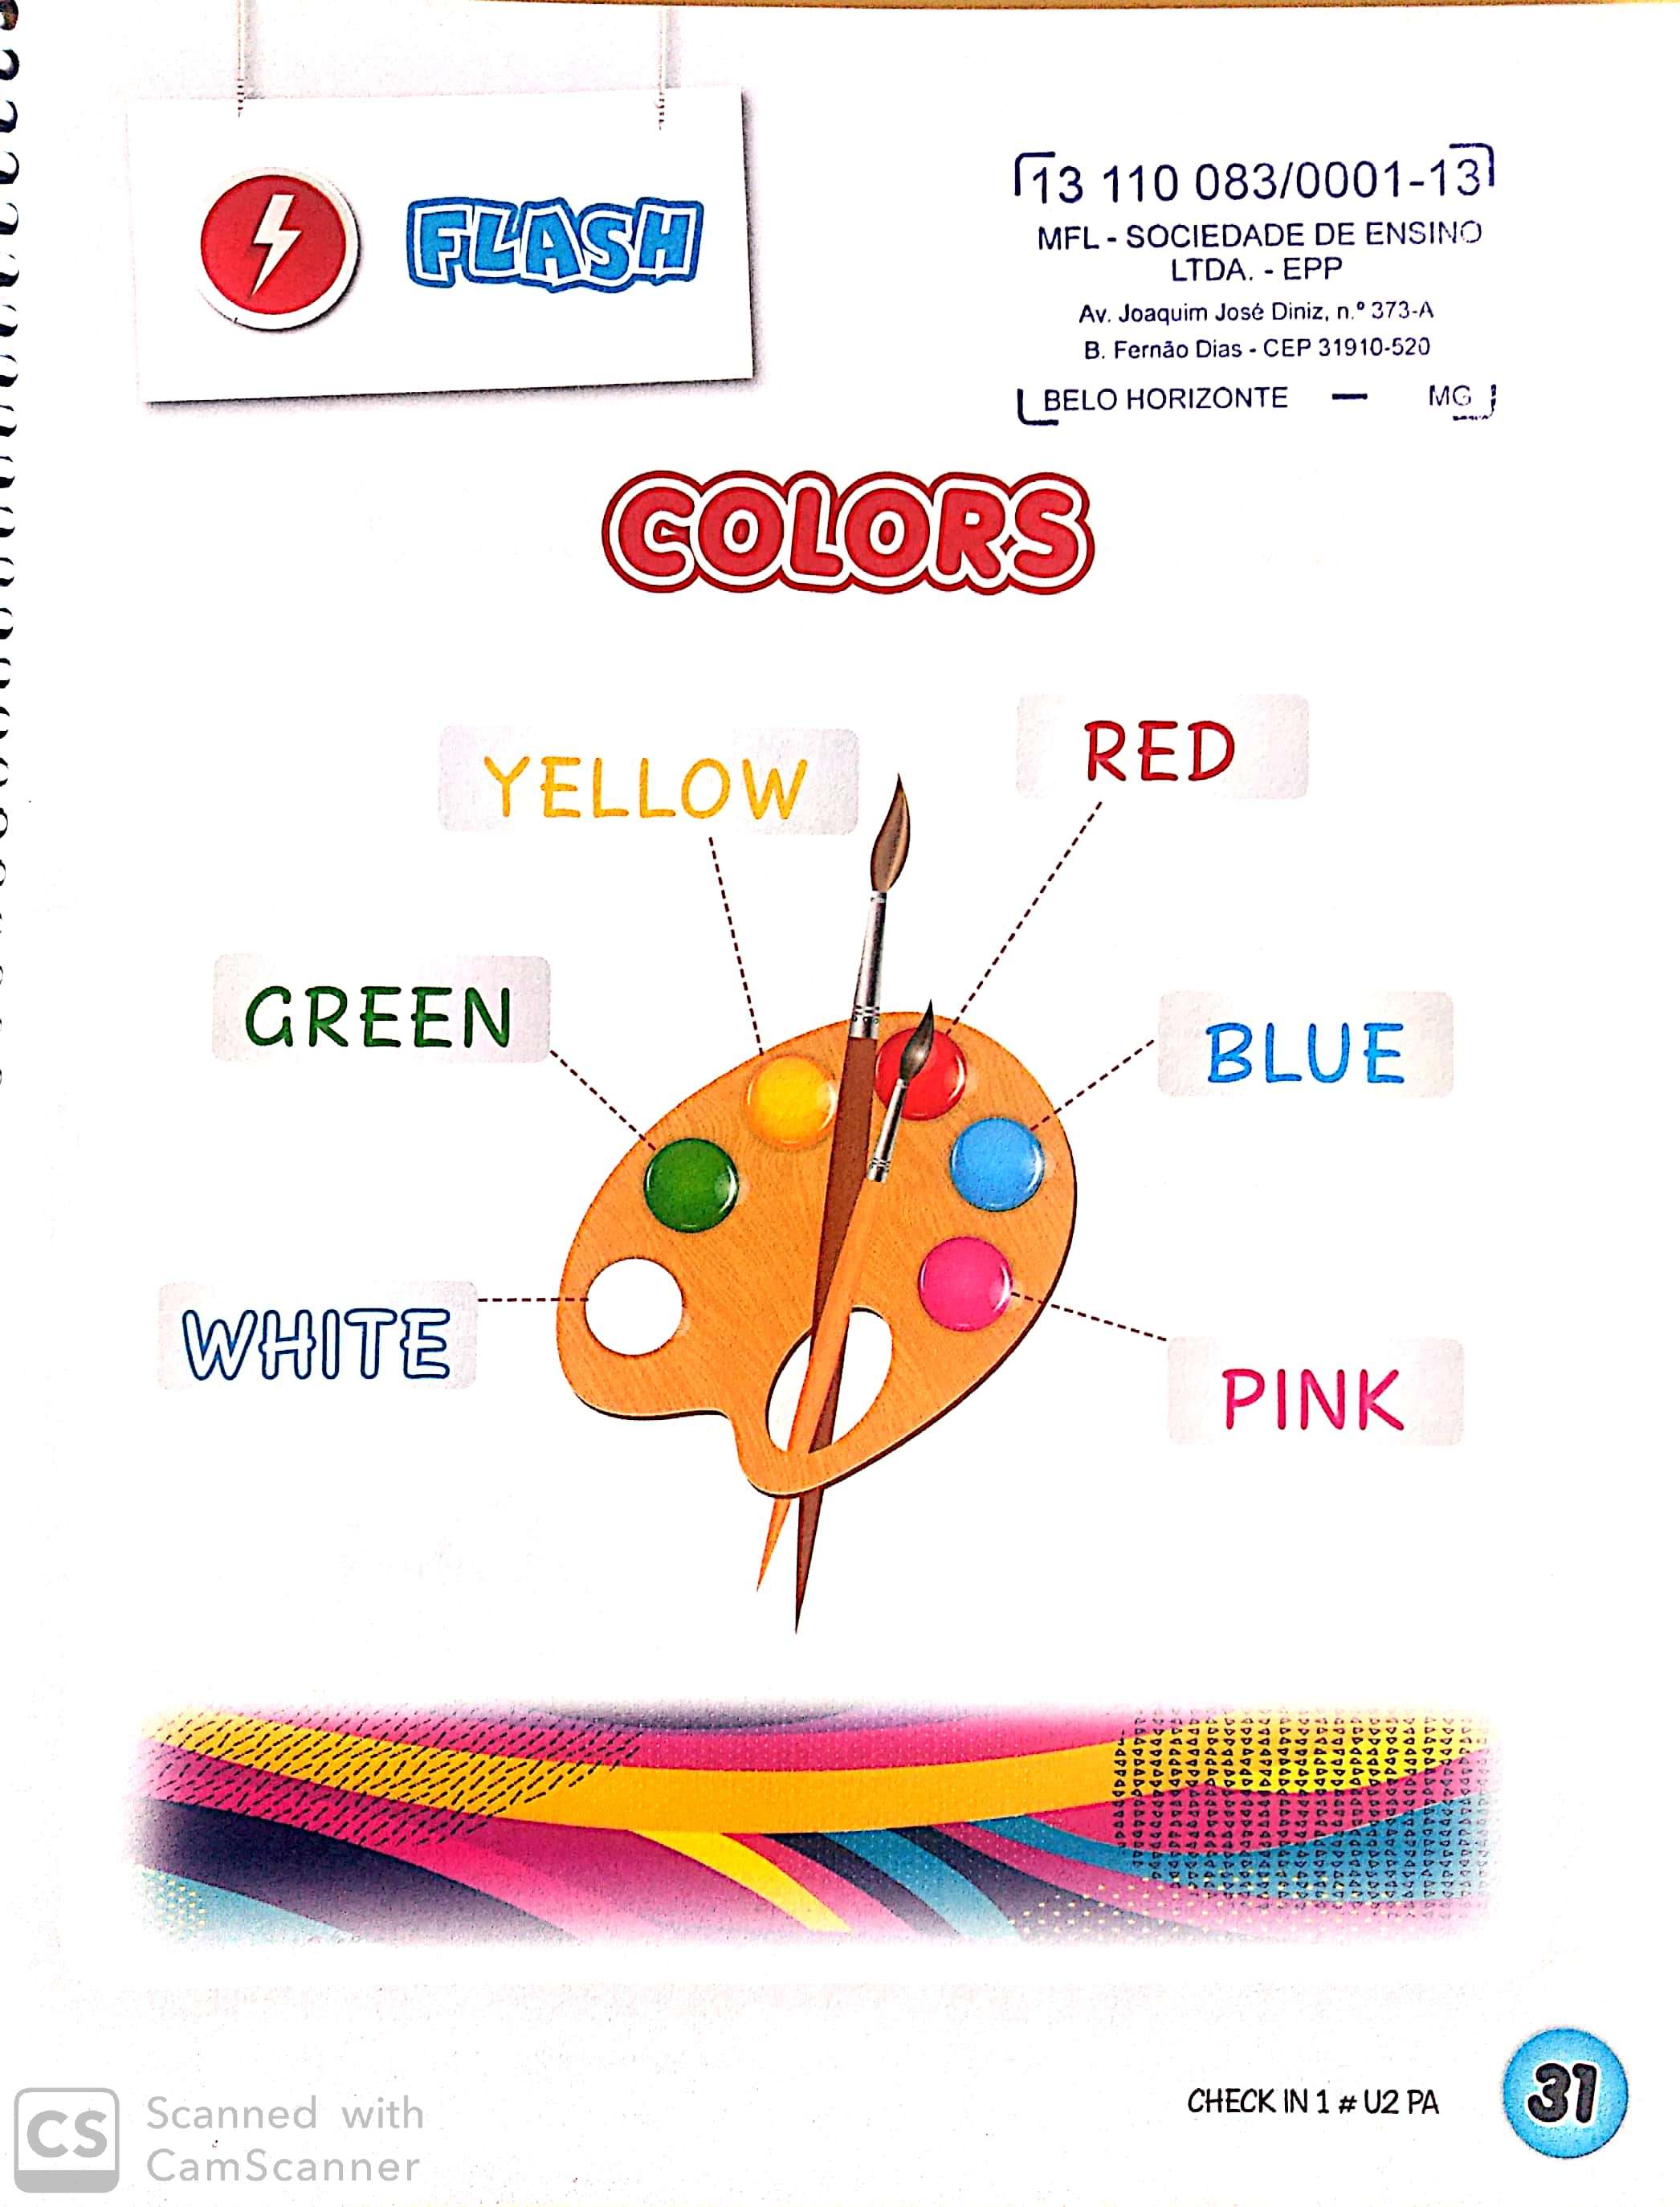 FLASH
13 110 083/0001-13
MFL - SOCIEDADE DE ENSINO
LTDA. - EPP
Av. Joaquim José Diniz, n.º 373-A
B. Fernão Dias - CEP 31910-520
BELO HORIZONTE — MG
COLORS
YELLOW
RED
GREEN
BLUE
WHITE
PINK
CHECK IN 1 # U2 PA
31
CS
Scanned with
CamScanner